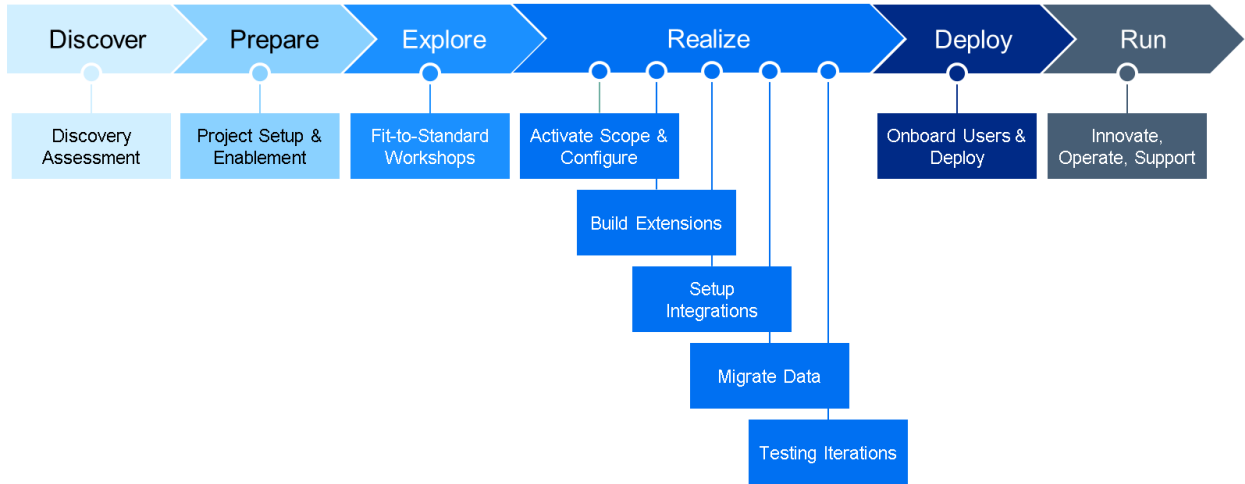 Discover
Prepare
Explore
Realize
Deploy
Run
Discovery
Assessment
Project Setup &
Enablement
Fit-to-Standard
Workshops
Activate Scope &
Configure
Onboard Users &
Deploy
Innovate,
Operate, Support
Build Extensions
Setup
Integrations
Migrate Data
Testing Iterations